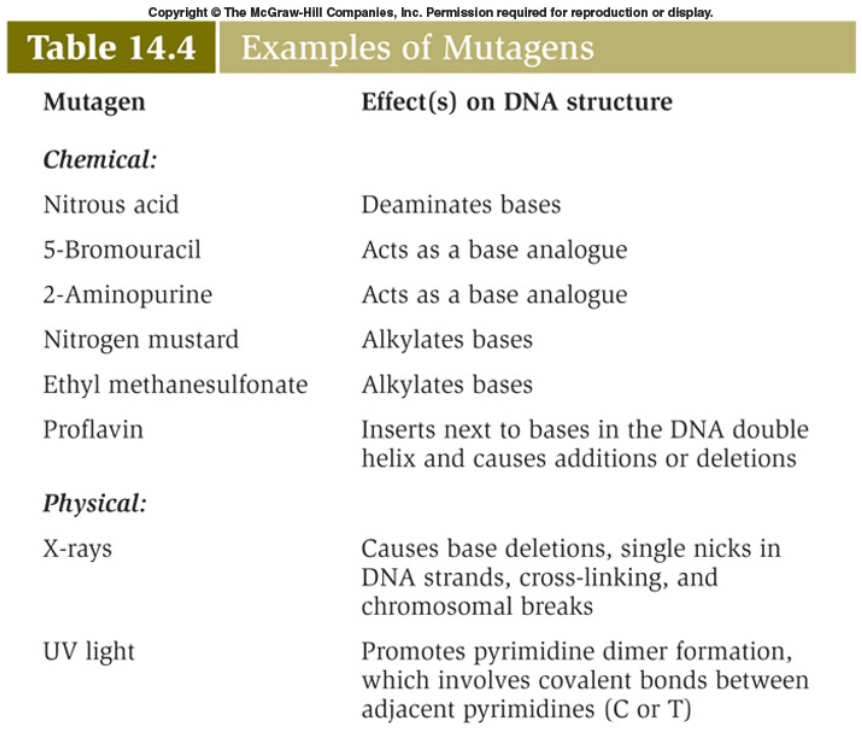 Copyright © The McGraw-Hill Companies, Inc. Permission required for reproduction or display.
Table 14.4 Examples of Mutagens
Mutagen Effect(s) on DNA structure
Chemical:
Nitrous acid Deaminates bases
5-Bromouracil Acts as a base analogue
2-Aminopurine Acts as a base analogue
Nitrogen mustard Alkylates bases
Ethyl methanesulfonate Alkylates bases
Proflavin Inserts next to bases in the DNA double
helix and causes additions or deletions
Physical:
X-rays Causes base deletions, single nicks in
DNA strands, cross-linking, and
chromosomal breaks
UV light Promotes pyrimidine dimer formation,
which involves covalent bonds between
adjacent pyrimidines (C or T)